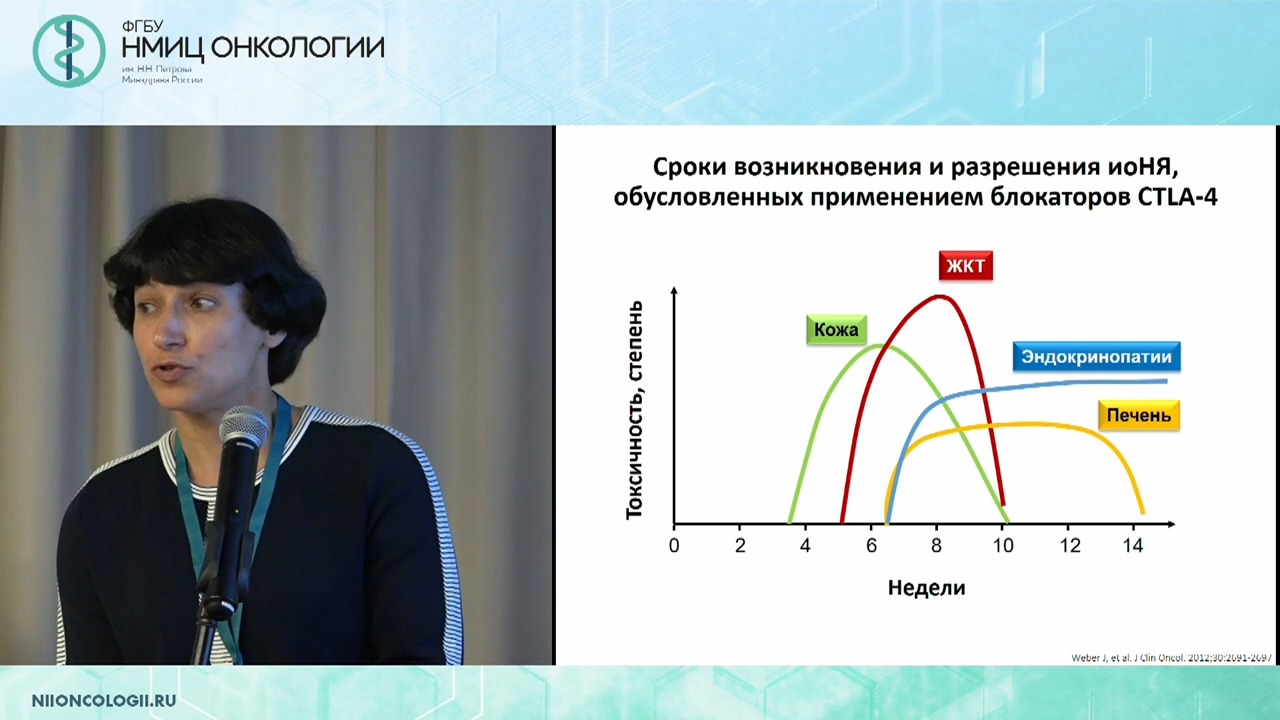 ФГБУ
НМИЦ ОНКОЛОГИИ
им. Н.Н. Петрова
Минздрава России
Сроки возникновения и разрешения иоНЯ,
обусловленных применением блокаторов CTLA-4
ЖКТ
Кожа
Эндокринопатии
Печень
Токсичность, степень
0 2 4 6 8 10 12 14
Недели
Weber J, et al. J Clin Oncol. 2012;30:2691-2697
NIIONCOLOGII.RU